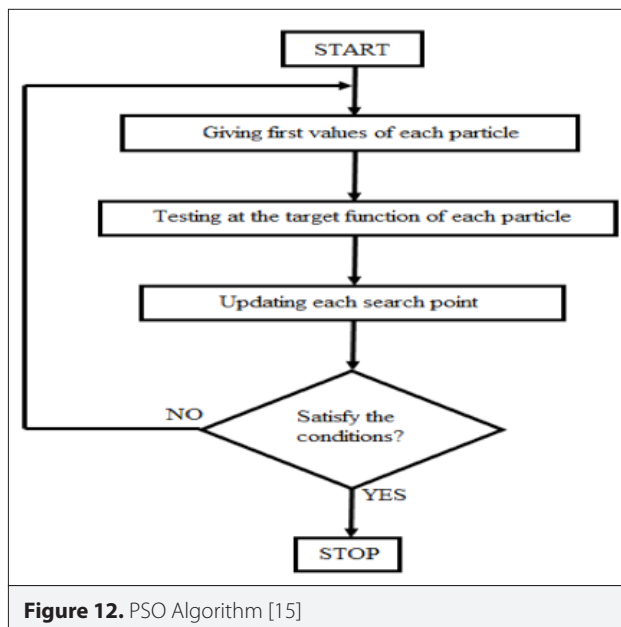 START
Giving first values of each particle
Testing at the target function of each particle
Updating each search point
NO
Satisfy the
conditions?
YES
STOP
Figure 12. PSO Algorithm [15]